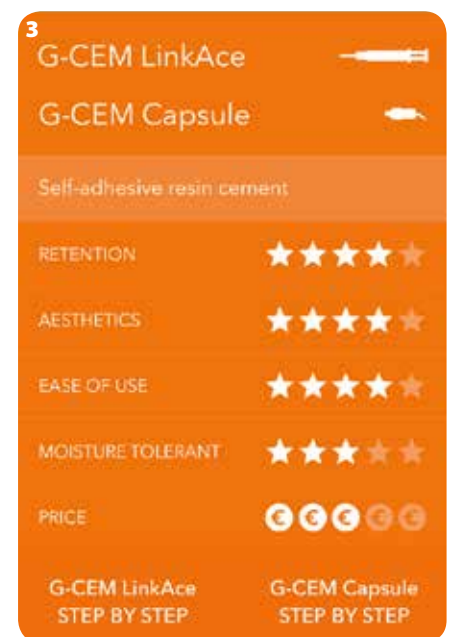 3
G-CEM LinkAce
G-CEM Capsule
Self-adhesive resin cement
RETENTION
AESTHETICS
EASE OF USE
MOISTURE TOLERANT
PRICE € € € € €
G-CEM LinkAce G-CEM Capsule
STEP BY STEP STEP BY STEP